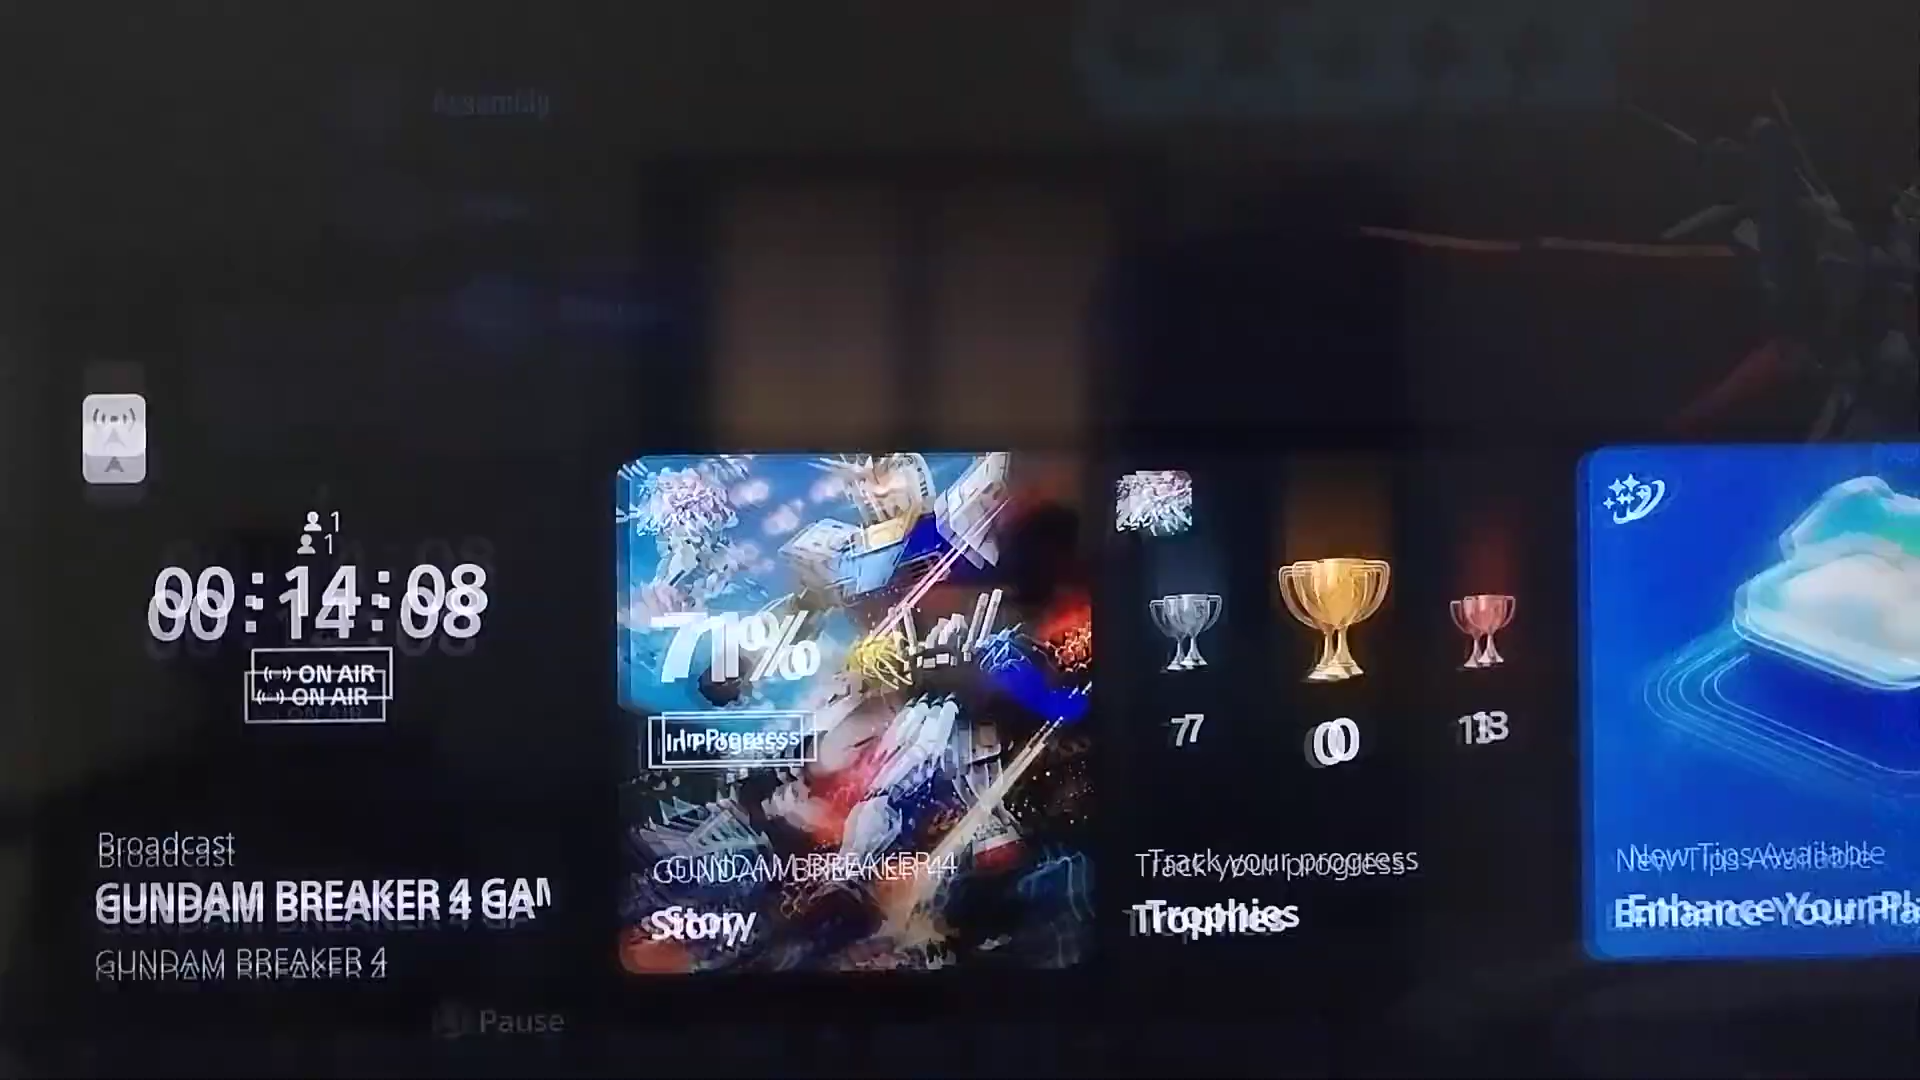 Assembly
1
00:14:08
ON AIR
Broadcast
GUNDAM BREAKER 4 GA
GUNDAM BREAKER 4
71%
In Progress
GUNDAM BREAKER 4
Story
7
0
13
Track your progress
Trophies
New Tips Available
Enhance Your Pla
Pause